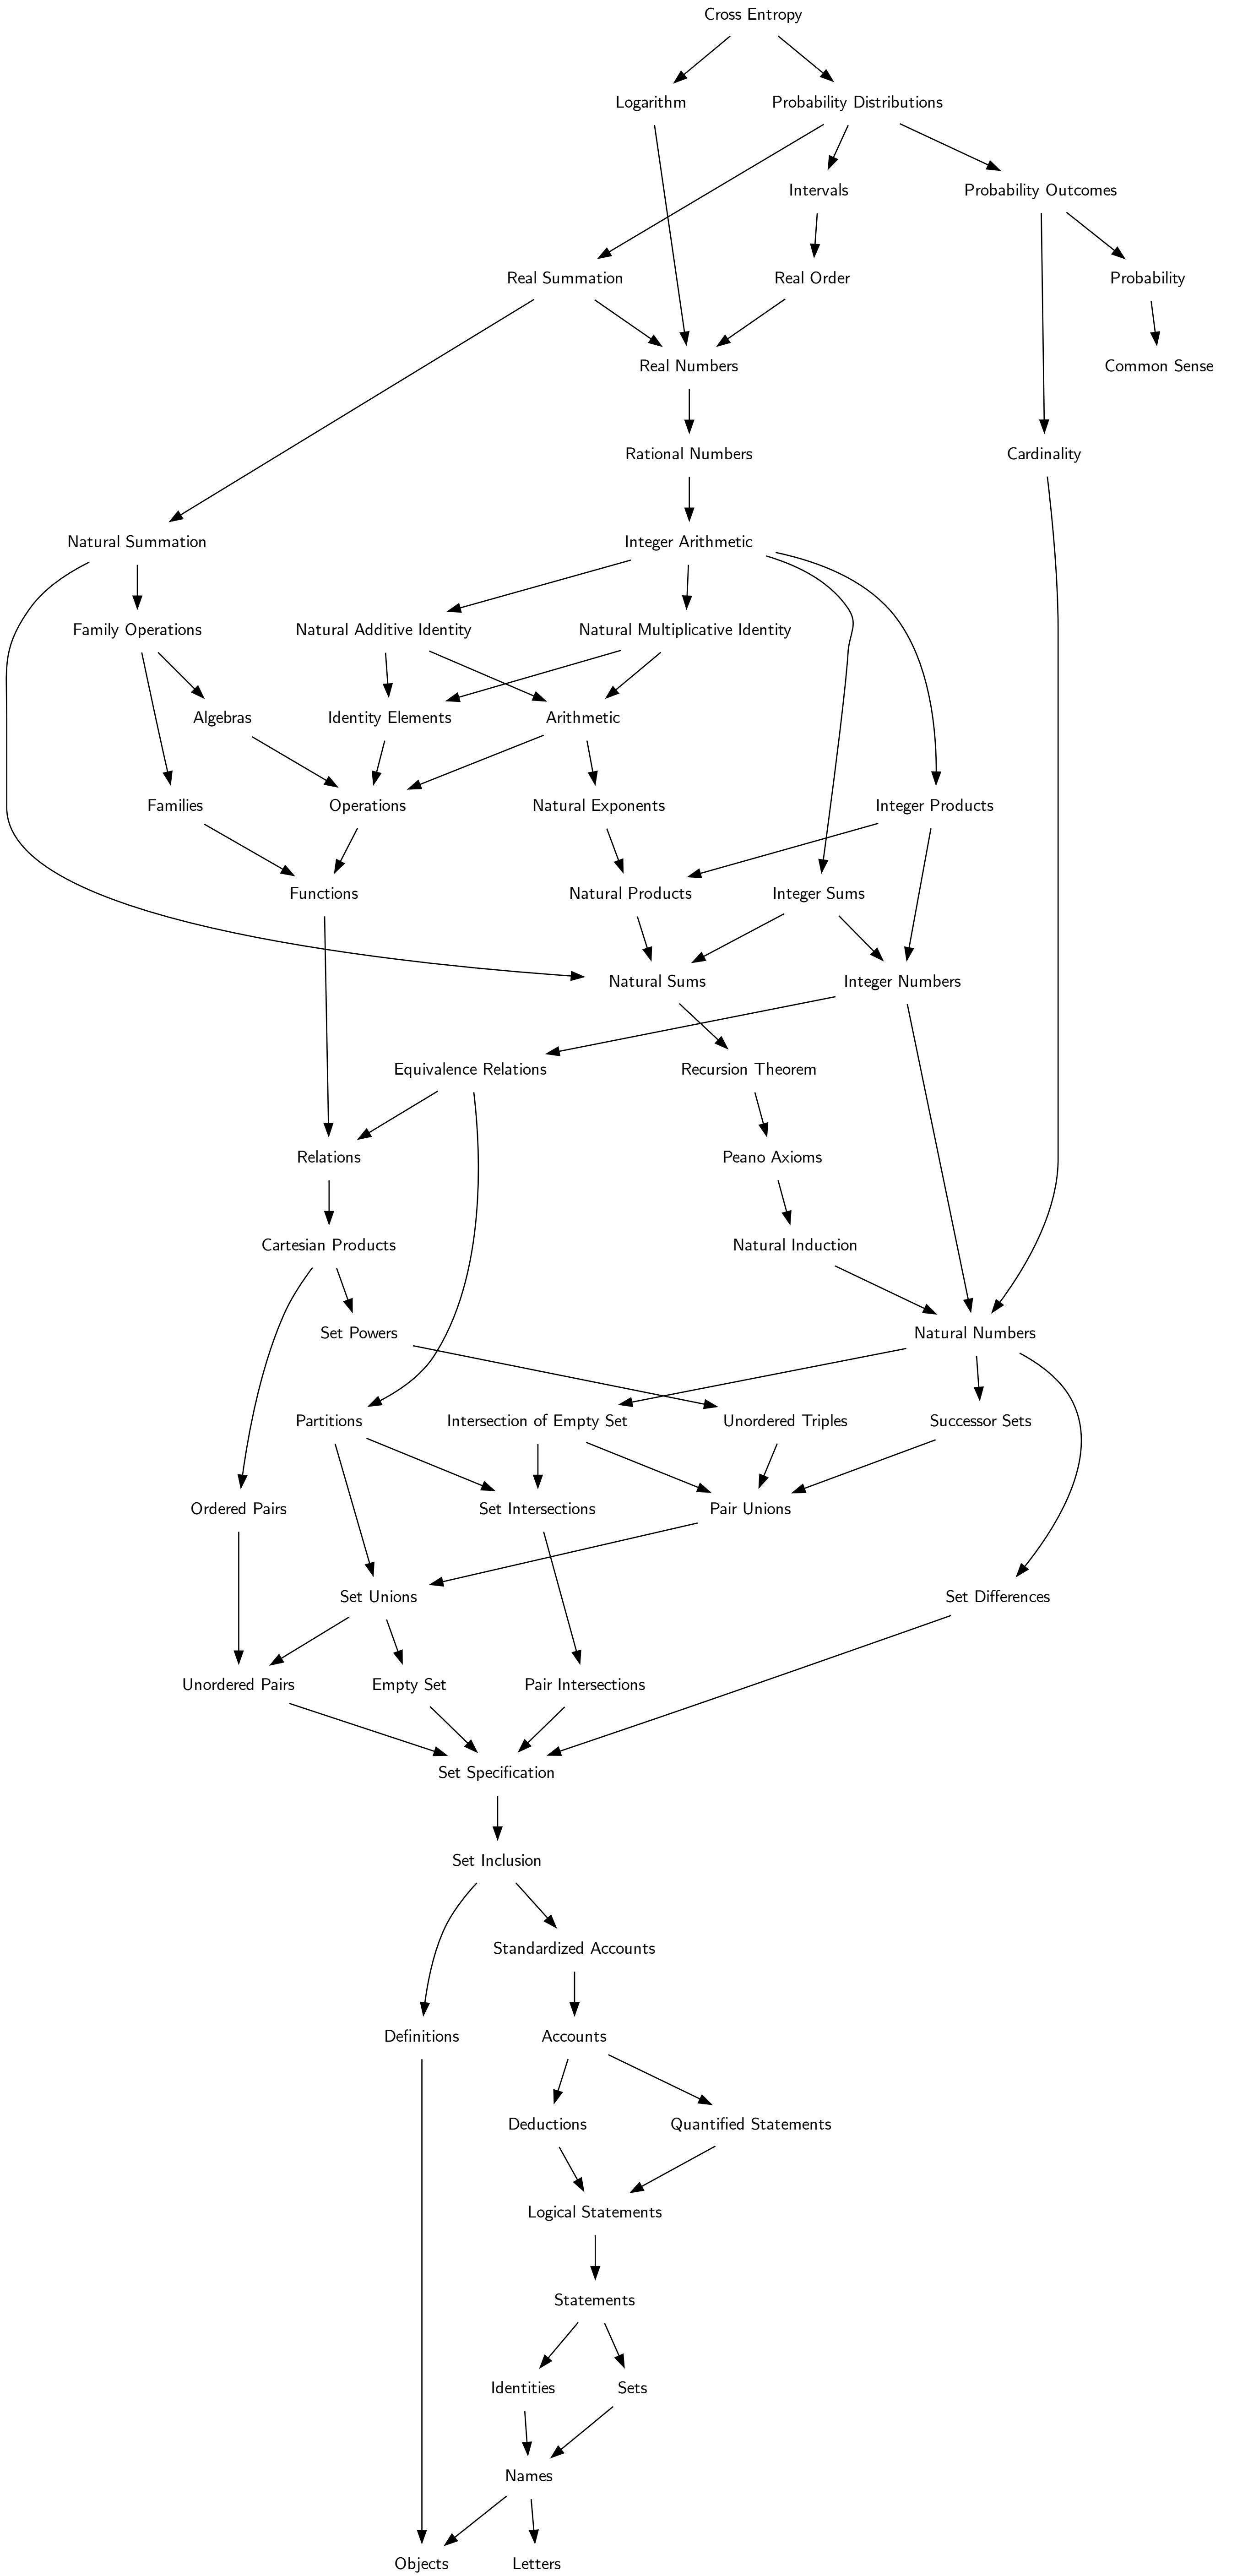 Cross Entropy
Logarithm
Probability Distributions
Intervals
Probability Outcomes
Real Summation
Real Order
Probability
Real Numbers
Common Sense
Rational Numbers
Cardinality
Natural Summation
Integer Arithmetic
Family Operations
Natural Additive Identity
Natural Multiplicative Identity
Algebras
Identity Elements
Arithmetic
Families
Operations
Natural Exponents
Integer Products
Functions
Natural Products
Integer Sums
Natural Sums
Integer Numbers
Equivalence Relations
Recursion Theorem
Relations
Peano Axioms
Cartesian Products
Natural Induction
Set Powers
Natural Numbers
Partitions
Intersection of Empty Set
Unordered Triples
Successor Sets
Ordered Pairs
Set Intersections
Pair Unions
Set Unions
Set Differences
Unordered Pairs
Empty Set
Pair Intersections
Set Specification
Set Inclusion
Standardized Accounts
Definitions
Accounts
Deductions
Quantified Statements
Logical Statements
Statements
Identities
Sets
Names
Objects
Letters